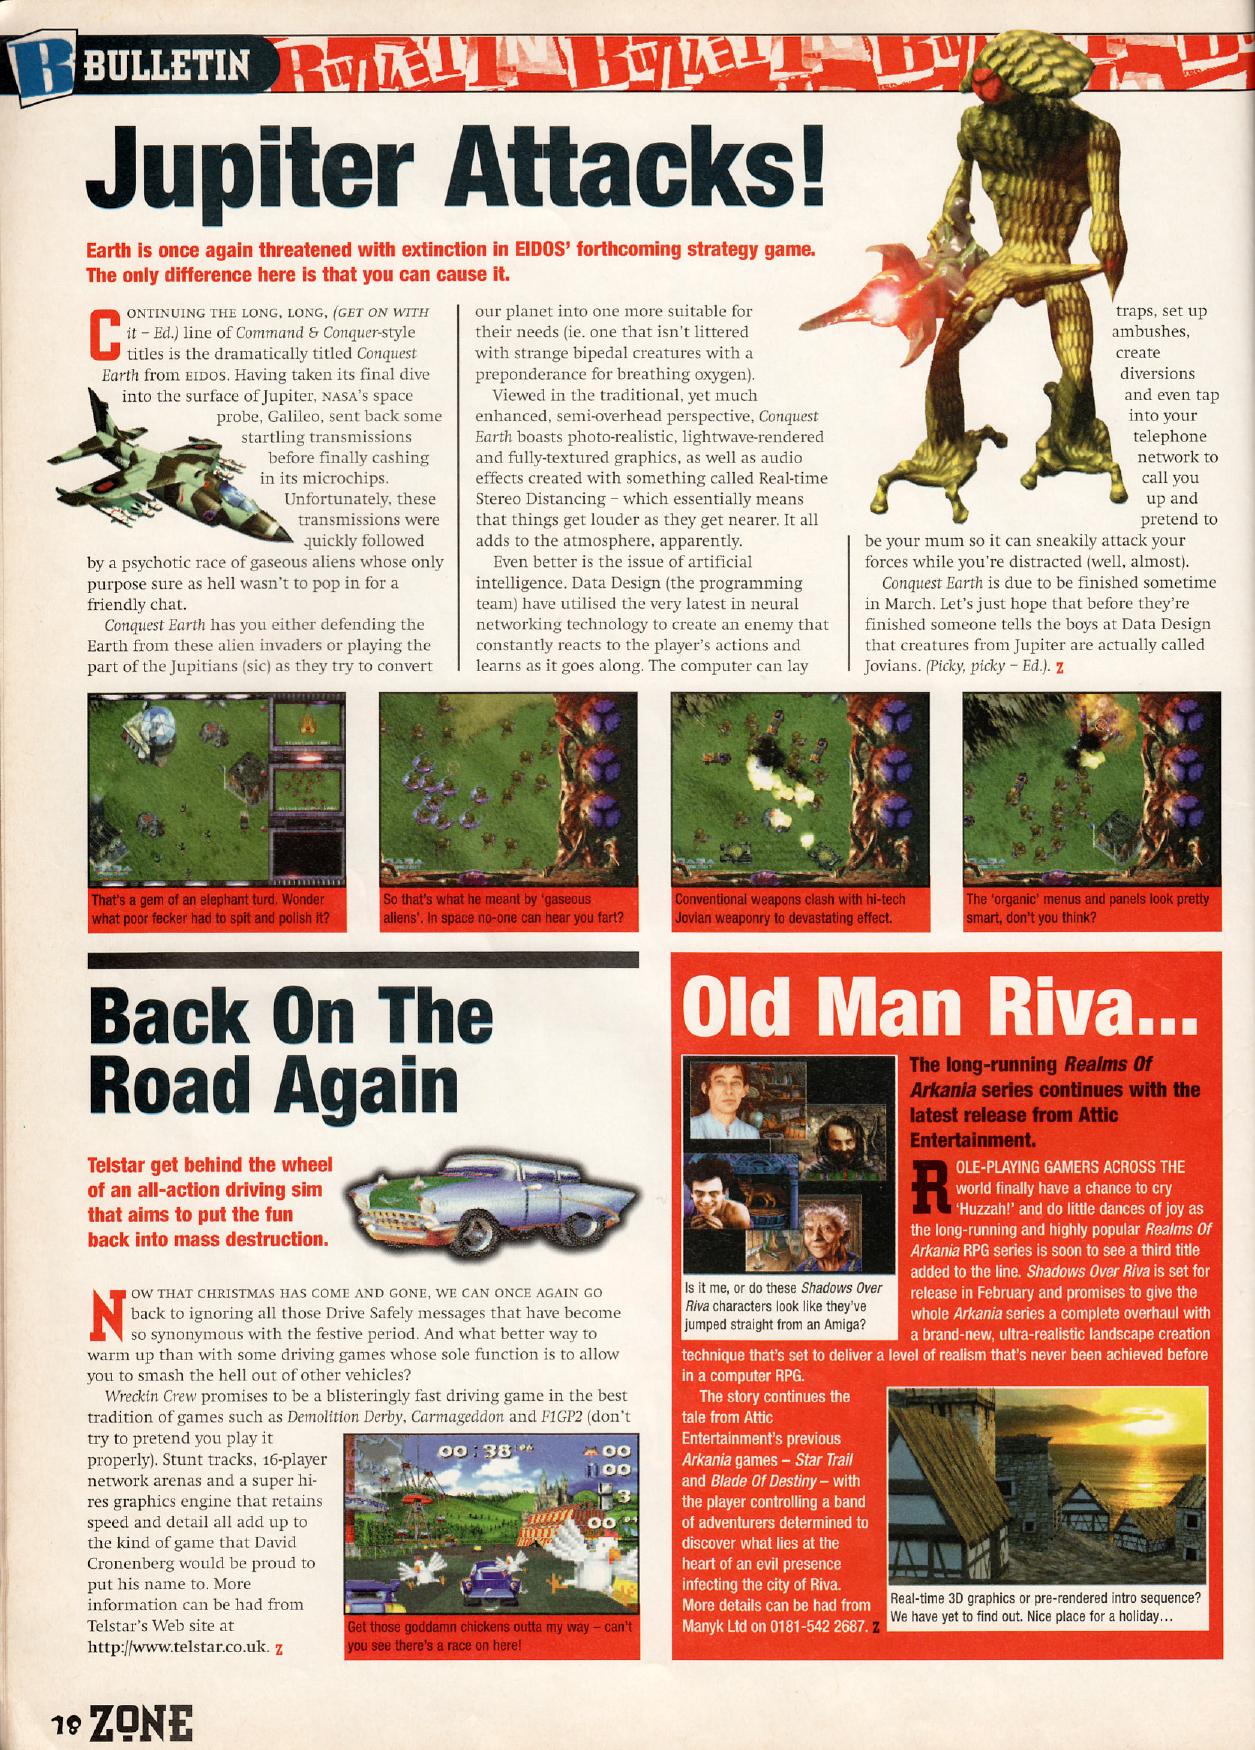 B BULLETIN
Jupiter Attacks!
Earth is once again threatened with extinction in EIDOS' forthcoming strategy game.
The only difference here is that you can cause it.
CONTINUING THE LONG, LONG, (GET ON WITH
it – Ed.) line of Command & Conquer-style
titles is the dramatically titled Conquest
Earth from EIDOS. Having taken its final dive
into the surface of Jupiter, NASA's space
probe, Galileo, sent back some
startling transmissions
before finally cashing
in its microchips.
Unfortunately, these
transmissions were
quickly followed
by a psychotic race of gaseous aliens whose only
purpose sure as hell wasn't to pop in for a
friendly chat.
Conquest Earth has you either defending the
Earth from these alien invaders or playing the
part of the Jupitians (sic) as they try to convert
our planet into one more suitable for
their needs (ie. one that isn't littered
with strange bipedal creatures with a
preponderance for breathing oxygen).
Viewed in the traditional, yet much
enhanced, semi-overhead perspective, Conquest
Earth boasts photo-realistic, lightwave-rendered
and fully-textured graphics, as well as audio
effects created with something called Real-time
Stereo Distancing – which essentially means
that things get louder as they get nearer. It all
adds to the atmosphere, apparently.
Even better is the issue of artificial
intelligence. Data Design (the programming
team) have utilised the very latest in neural
networking technology to create an enemy that
constantly reacts to the player's actions and
learns as it goes along. The computer can lay
traps, set up
ambushes,
create
diversions
and even tap
into your
telephone
network to
call you
up and
pretend to
be your mum so it can sneakily attack your
forces while you're distracted (well, almost).
Conquest Earth is due to be finished sometime
in March. Let's just hope that before they're
finished someone tells the boys at Data Design
that creatures from Jupiter are actually called
Jovians. (Picky, picky – Ed.). Z
That's a gem of an elephant turd. Wonder
what poor fecker had to spit and polish it?
So that's what he meant by 'gaseous
aliens'. In space no-one can hear you fart?
Conventional weapons clash with hi-tech
Jovian weaponry to devastating effect.
The 'organic' menus and panels look pretty
smart, don't you think?
Back On The
Road Again
Telstar get behind the wheel
of an all-action driving sim
that aims to put the fun
back into mass destruction.
NOW THAT CHRISTMAS HAS COME AND GONE, WE CAN ONCE AGAIN GO
back to ignoring all those Drive Safely messages that have become
so synonymous with the festive period. And what better way to
warm up than with some driving games whose sole function is to allow
you to smash the hell out of other vehicles?
Wreckin Crew promises to be a blisteringly fast driving game in the best
tradition of games such as Demolition Derby, Carmageddon and F1GP2 (don't
try to pretend you play it
properly). Stunt tracks, 16-player
network arenas and a super hi-
res graphics engine that retains
speed and detail all add up to
the kind of game that David
Cronenberg would be proud to
put his name to. More
information can be had from
Telstar's Web site at
http://www.telstar.co.uk. Z
00:38
00
00
3
00
Get those goddamn chickens outta my way – can't
you see there's a race on here!
Old Man Riva...
The long-running Realms Of
Arkania series continues with the
latest release from Attic
Entertainment.
ROLE-PLAYING GAMERS ACROSS THE
world finally have a chance to cry
'Huzzah!' and do little dances of joy as
the long-running and highly popular Realms Of
Arkania RPG series is soon to see a third title
added to the line. Shadows Over Riva is set for
release in February and promises to give the
whole Arkania series a complete overhaul with
a brand-new, ultra-realistic landscape creation
technique that's set to deliver a level of realism that's never been achieved before
in a computer RPG.
The story continues the
tale from Attic
Entertainment's previous
Arkania games – Star Trail
and Blade Of Destiny – with
the player controlling a band
of adventurers determined to
discover what lies at the
heart of an evil presence
infecting the city of Riva.
More details can be had from
Manyk Ltd on 0181-542 2687. Z
Is it me, or do these Shadows Over
Riva characters look like they've
jumped straight from an Amiga?
Real-time 3D graphics or pre-rendered intro sequence?
We have yet to find out. Nice place for a holiday...
18 ZONE